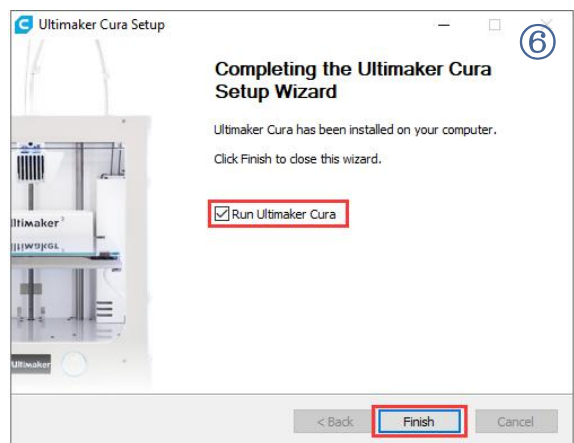 Ultimaker Cura Setup
⑥
Completing the Ultimaker Cura
Setup Wizard
Ultimaker Cura has been installed on your computer.
Click Finish to close this wizard.
Run Ultimaker Cura
ltimaker³
Ultimaker
< Back
Finish
Cancel